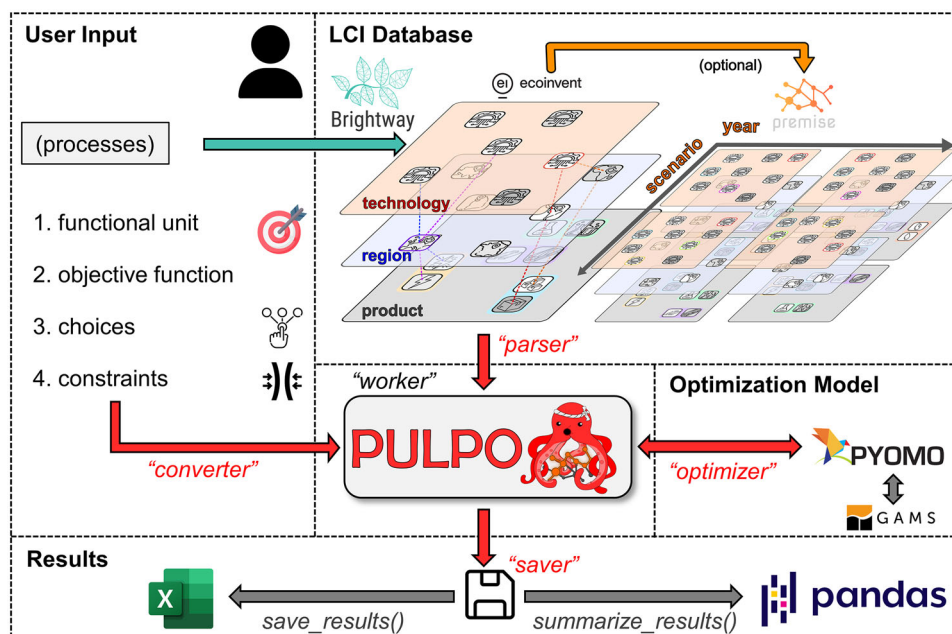 User Input
(processes)
1. functional unit
2. objective function
3. choices
4. constraints
"converter"
LCI Database
Brightway
ei ecoinvent
(optional)
premise
year
scenario
technology
region
product
"parser"
"worker"
PULPO
Optimization Model
"optimizer"
PYOMO
GAMS
Results
"saver"
X
save_results()
summarize_results()
pandas